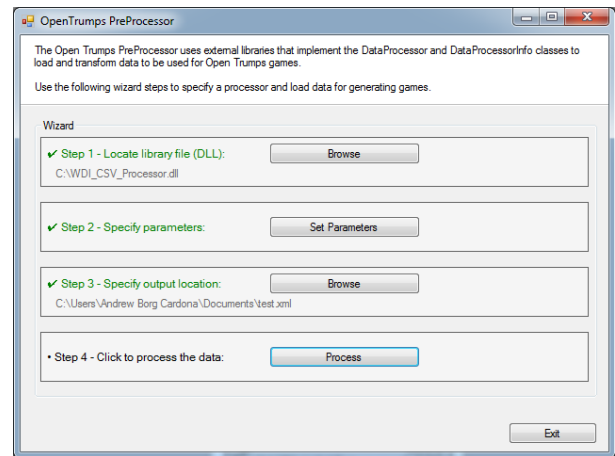 OpenTrumps PreProcessor
The Open Trumps PreProcessor uses external libraries that implement the DataProcessor and DataProcessorInfo classes to
load and transform data to be used for Open Trumps games.
Use the following wizard steps to specify a processor and load data for generating games.
Wizard
✔ Step 1 - Locate library file (DLL): Browse
C:\WDI_CSV_Processor.dll
✔ Step 2 - Specify parameters: Set Parameters
✔ Step 3 - Specify output location: Browse
C:\Users\Andrew Borg Cardona\Documents\test.xml
• Step 4 - Click to process the data: Process
Exit